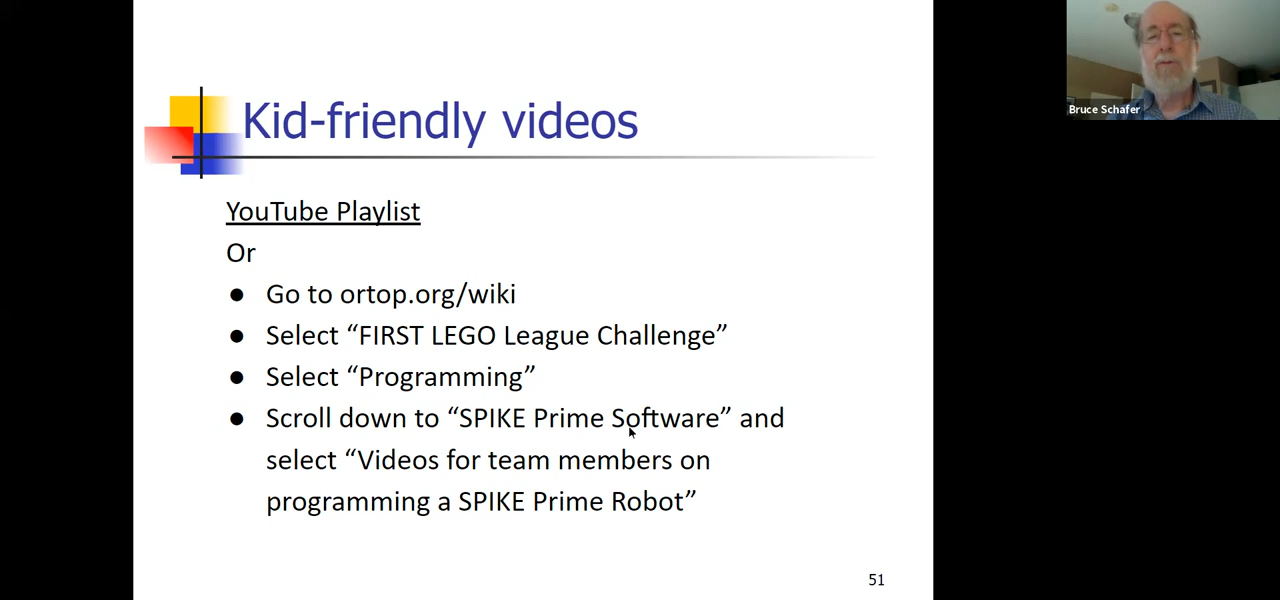 Kid-friendly videos
Bruce Schafer
YouTube Playlist
Or
● Go to ortop.org/wiki
● Select “FIRST LEGO League Challenge”
● Select “Programming”
● Scroll down to “SPIKE Prime Software” and
select “Videos for team members on
programming a SPIKE Prime Robot”
51